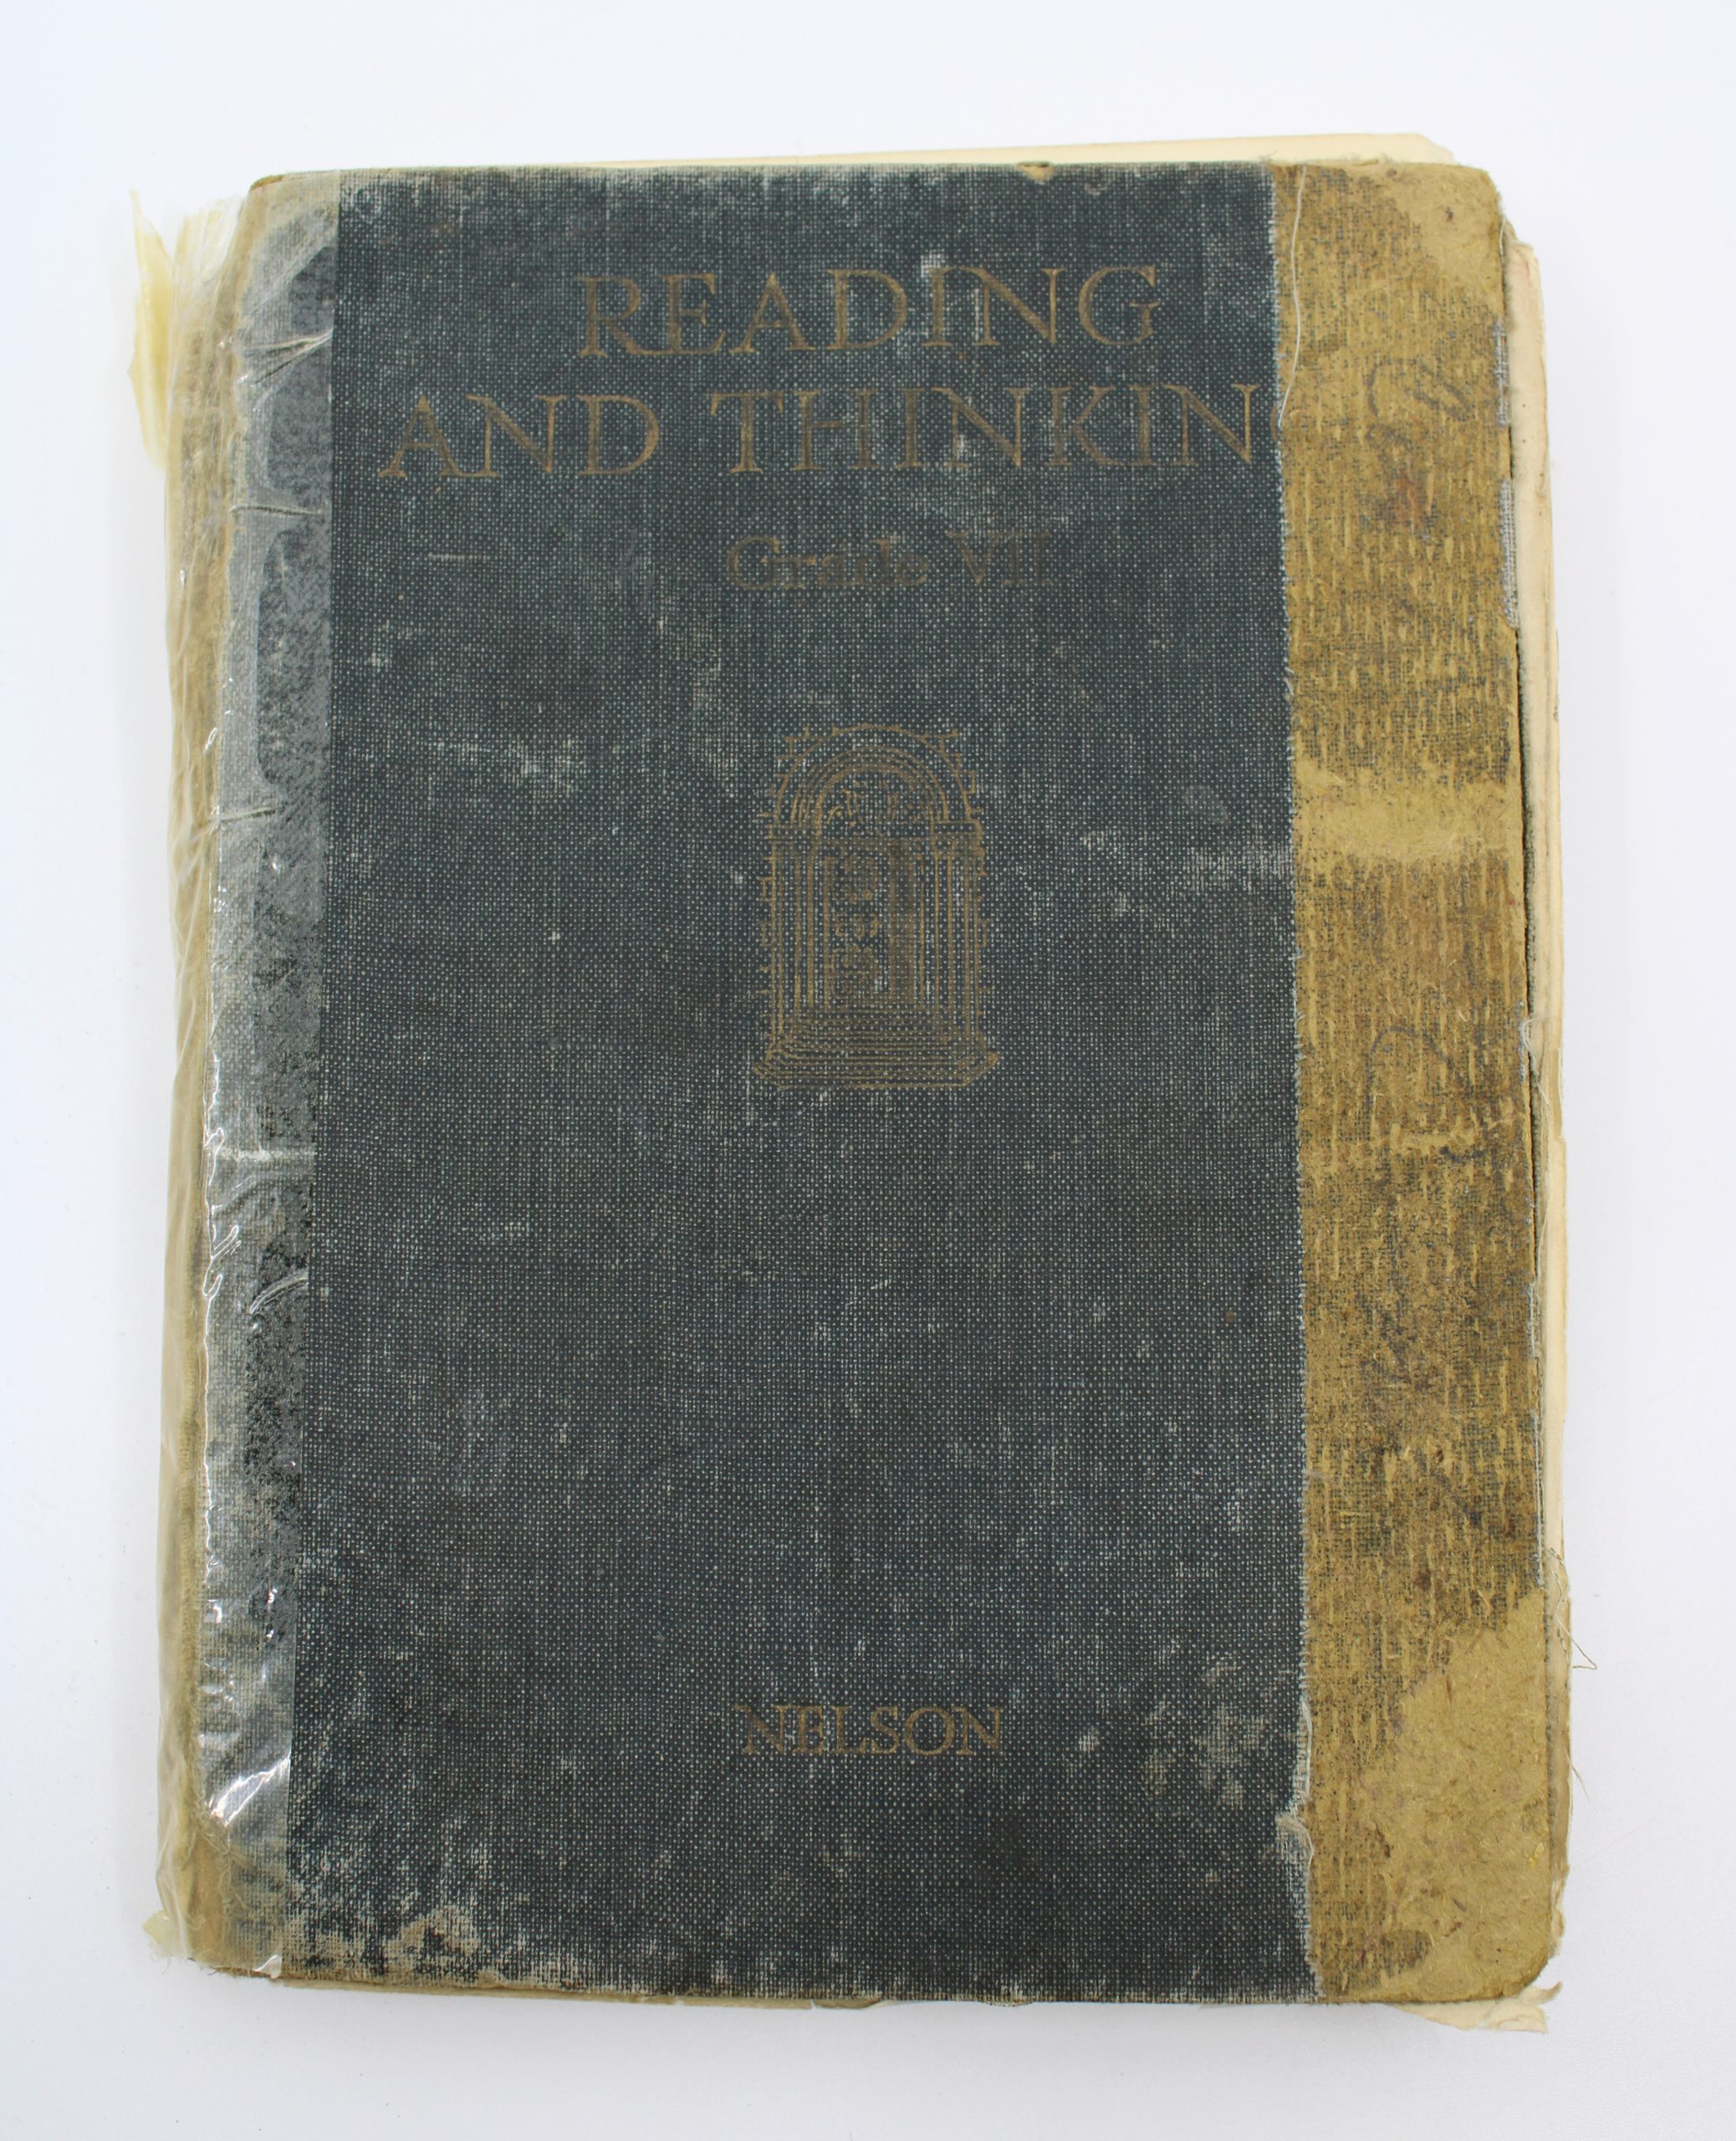 READING
AND THINKIN
Grade VII
NELSON